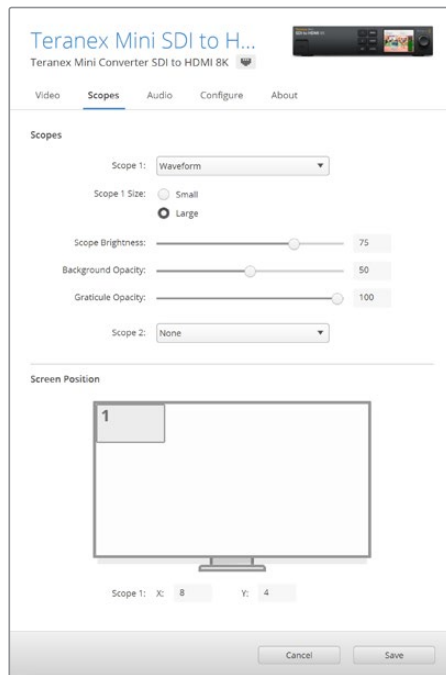 Teranex Mini SDI to H...
Teranex Mini Converter SDI to HDMI 8K
Video Scopes Audio Configure About
Scopes
Scope 1: Waveform
Scope 1 Size: Small
Large
Scope Brightness: 75
Background Opacity: 50
Graticule Opacity: 100
Scope 2: None
Screen Position
1
Scope 1: X: 8 Y: 4
Cancel Save